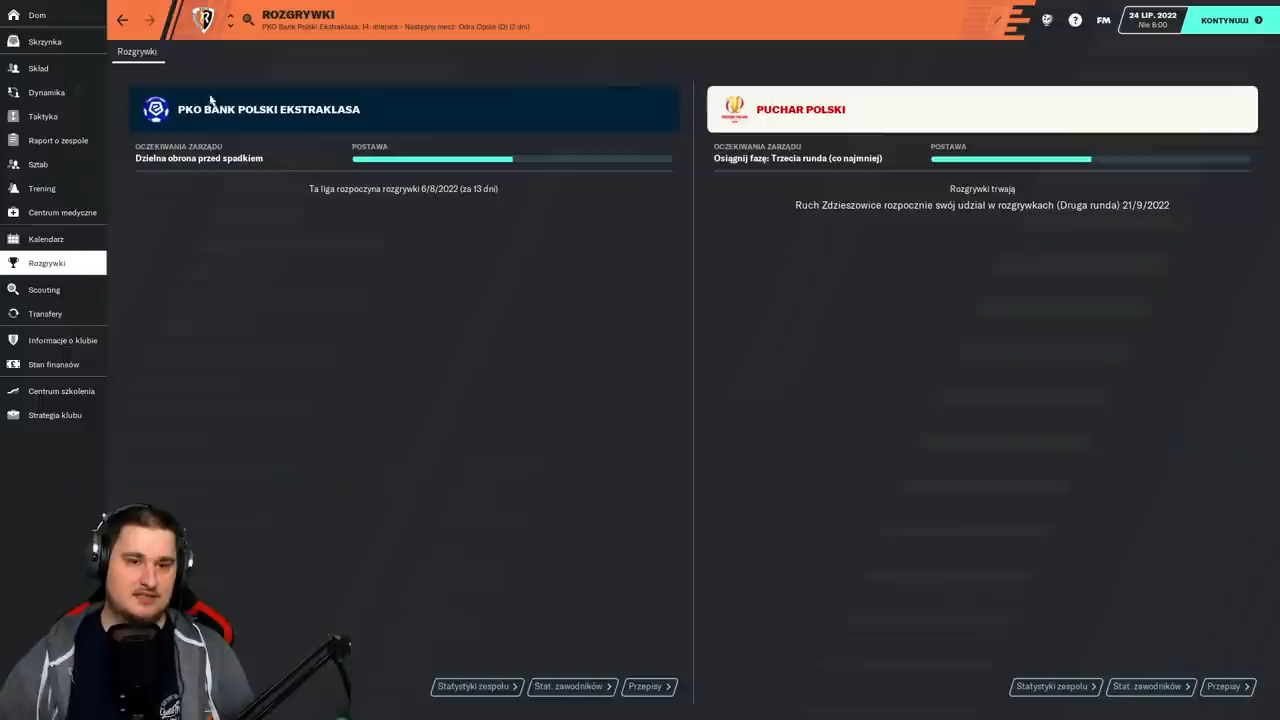 Dom
Skrzynka
Skład
Dynamika
Taktyka
Raport o zespole
Sztab
Trening
Centrum medyczne
Kalendarz
Rozgrywki
Scouting
Transfery
Informacje o klubie
Stan finansów
Centrum szkolenia
Strategia klubu
ROZGRYWKI
PKO Bank Polski Ekstraklasa: 14. miejsce - Następny mecz: Odra Opole (D) (3 dni)
FM
24 LIP. 2022
Nie 8:00
KONTYNUUJ
Rozgrywki
PKO BANK POLSKI EKSTRAKLASA
OCZEKIWANIA ZARZĄDU
POSTAWA
Dzielna obrona przed spadkiem
Ta liga rozpoczyna rozgrywki 6/8/2022 (za 13 dni)
Statystyki zespołu
Stat. zawodników
Przepisy
PUCHAR POLSKI
OCZEKIWANIA ZARZĄDU
POSTAWA
Osiągnij fazę: Trzecia runda (co najmniej)
Rozgrywki trwają
Ruch Zdzieszowice rozpocznie swój udział w rozgrywkach (Druga runda) 21/9/2022
Statystyki zespołu
Stat. zawodników
Przepisy